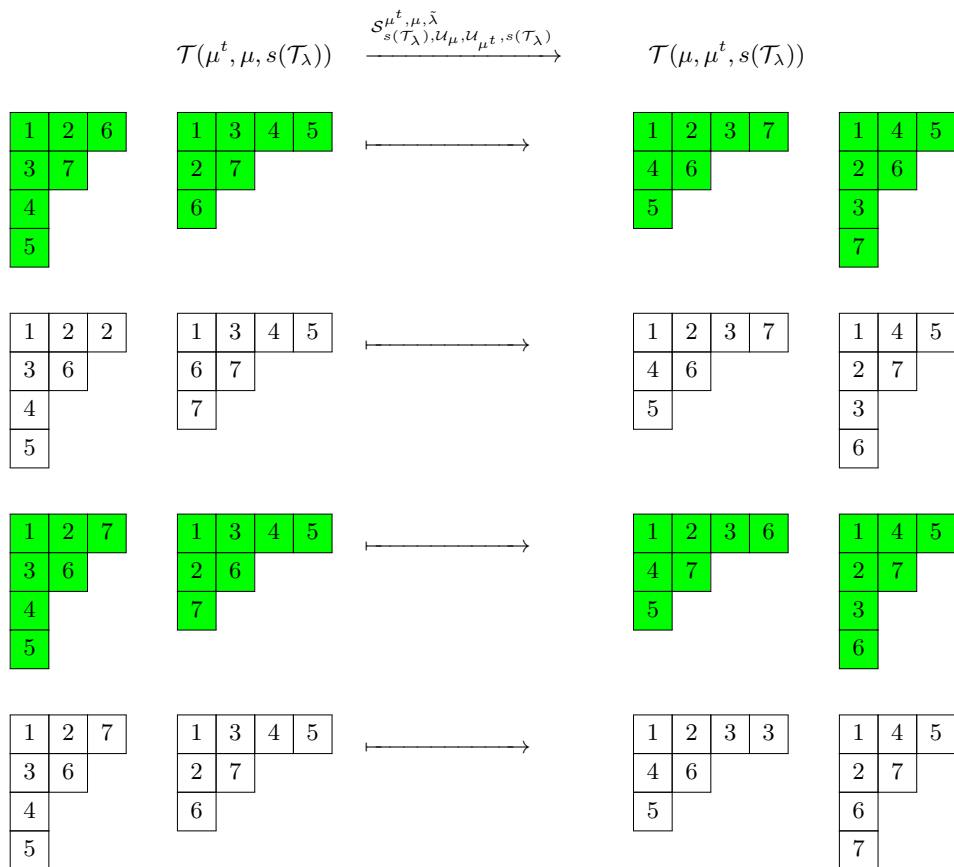 𝒮^{μ^t,μ,λ̃}_{s(𝒯_λ),𝒰_μ,𝒰_{μ^t},s(𝒯_λ)}
𝒯(μ^t, μ, s(𝒯_λ)) ⟶ 𝒯(μ, μ^t, s(𝒯_λ))
1 2 6 1 3 4 5 ⟼ 1 2 3 7 1 4 5
3 7 2 7 4 6 2 6
4 6 5 3
5 7
1 2 2 1 3 4 5 ⟼ 1 2 3 7 1 4 5
3 6 6 7 4 6 2 7
4 7 5 3
5 6
1 2 7 1 3 4 5 ⟼ 1 2 3 6 1 4 5
3 6 2 6 4 7 2 7
4 7 5 3
5 6
1 2 7 1 3 4 5 ⟼ 1 2 3 3 1 4 5
3 6 2 7 4 6 2 7
4 6 5 6
5 7